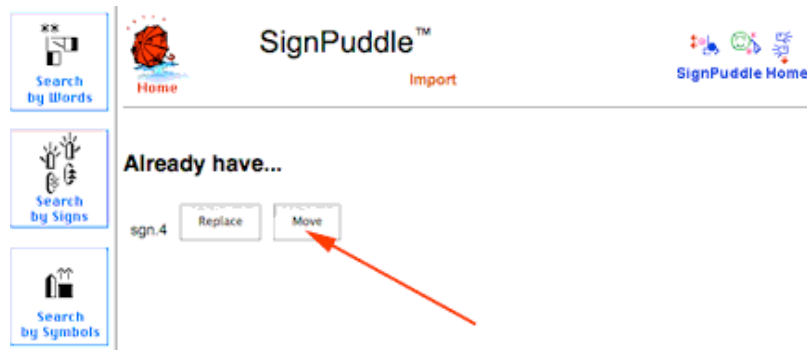 Search
by Words
Home
SignPuddle™
Import
SignPuddle Home
Already have...
Search
by Signs
sgn.4 Replace Move
Search
by Symbols